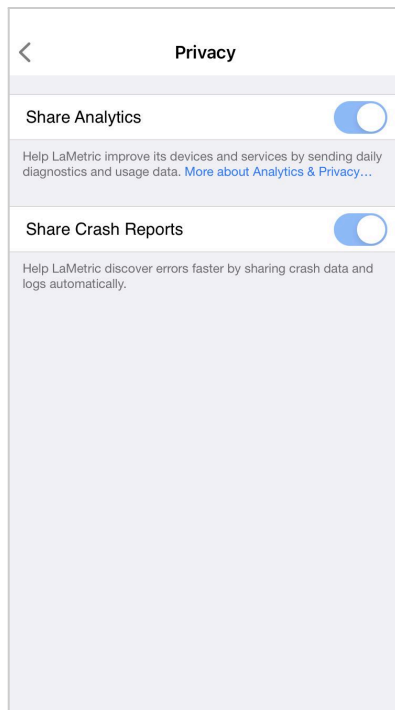 Privacy
Share Analytics
Help LaMetric improve its devices and services by sending daily
diagnostics and usage data. More about Analytics & Privacy...
Share Crash Reports
Help LaMetric discover errors faster by sharing crash data and
logs automatically.